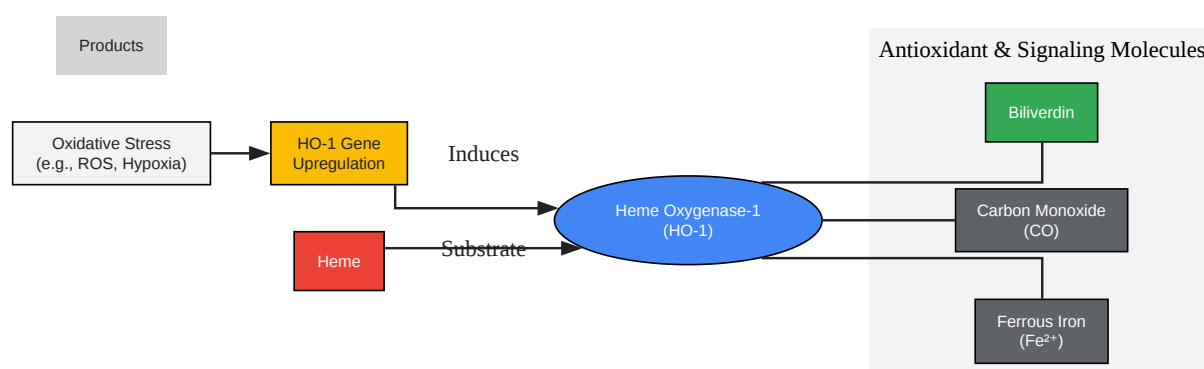 Products
Antioxidant & Signaling Molecules
Oxidative Stress
(e.g., ROS, Hypoxia)
HO-1 Gene
Upregulation
Induces
Heme
Substrate
Heme Oxygenase-1
(HO-1)
Biliverdin
Carbon Monoxide
(CO)
Ferrous Iron
(Fe²⁺)